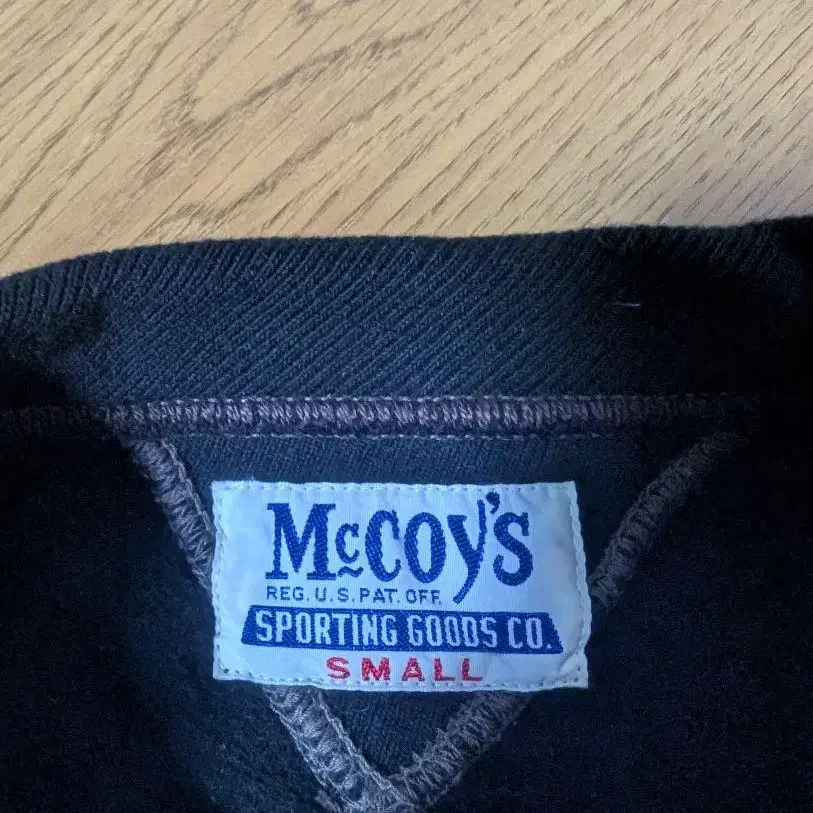 McCoy's
REG. U.S. PAT. OFF.
SPORTING GOODS CO.
SMALL